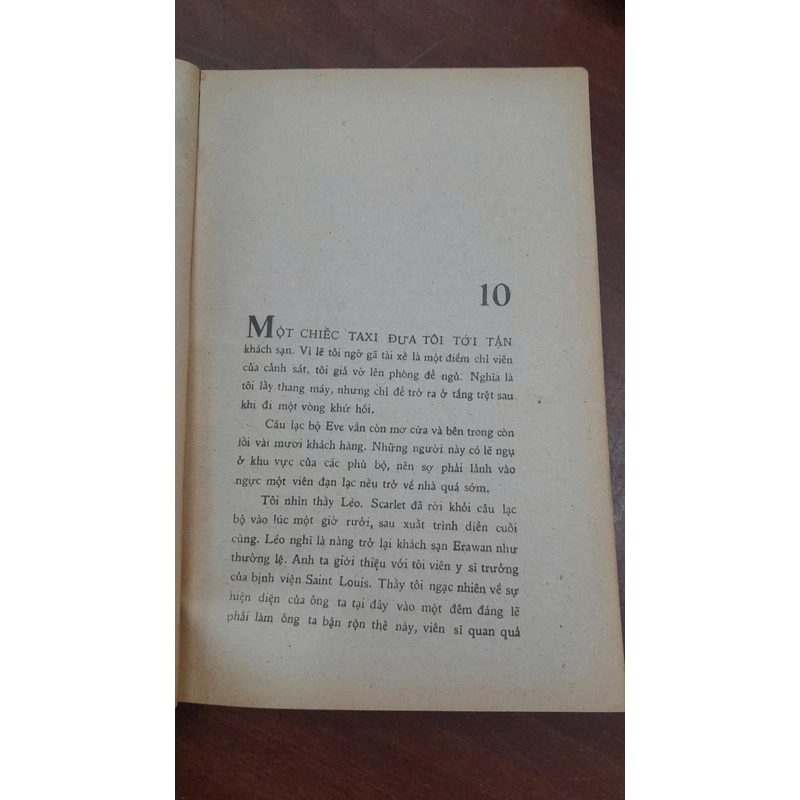 10
MỘT CHIẾC TAXI ĐƯA TÔI TỚI TẬN
khách sạn. Vì lẽ tôi ngờ gã tài xế là một điểm chỉ viên
của cảnh sát, tôi giả vờ lên phòng để ngủ. Nghĩa là
tôi lấy thang máy, nhưng chỉ để trở ra ở tầng trệt sau
khi đi một vòng khứ hồi.
Câu lạc bộ Eve vẫn còn mơ cửa và bên trong còn
lối vài mươi khách hàng. Những người này có lẽ ngụ
ở khu vực của các phủ bộ, nên sợ phải lảnh vào
ngực một viên đạn lạc nếu trở về nhà quá sớm.
Tôi nhìn thấy Léo. Scarlet đã rời khỏi câu lạc
bộ vào lúc một giờ rưỡi, sau xuất trình diễn cuối
cùng. Léo nghĩ là nàng trở lại khách sạn Erawan như
thường lệ. Anh ta giới thiệu với tôi viên y sĩ trưởng
của bịnh viện Saint Louis. Thấy tôi ngạc nhiên về sự
hiện diện của ông ta tại đây vào một đêm đáng lẽ
phải làm ông ta bận rộn thế này, viên sĩ quan quả